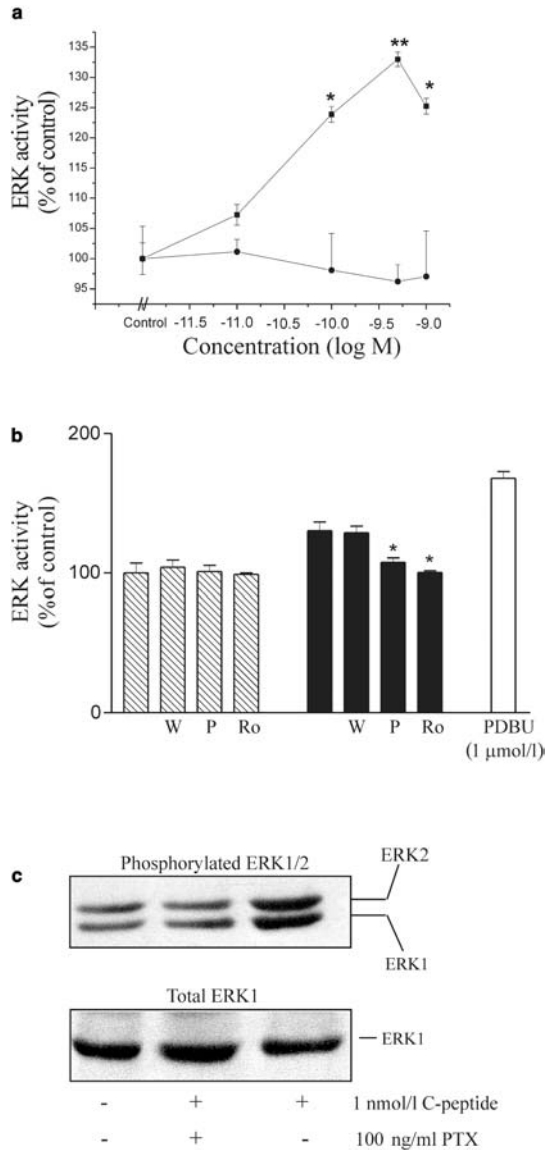 a
ERK activity
(% of control)
135
130
125
120
115
110
105
100
95
*
**
*
Control -11.5 -11.0 -10.5 -10.0 -9.5 -9.0
Concentration (log M)
b
ERK activity
(%of control)
200
100
0
* *
W P Ro W P Ro PDBU
(1 μmol/l)
c
Phosphorylated ERK1/2
ERK2
ERK1
Total ERK1
ERK1
- + + 1 nmol/l C-peptide
- + - 100 ng/ml PTX